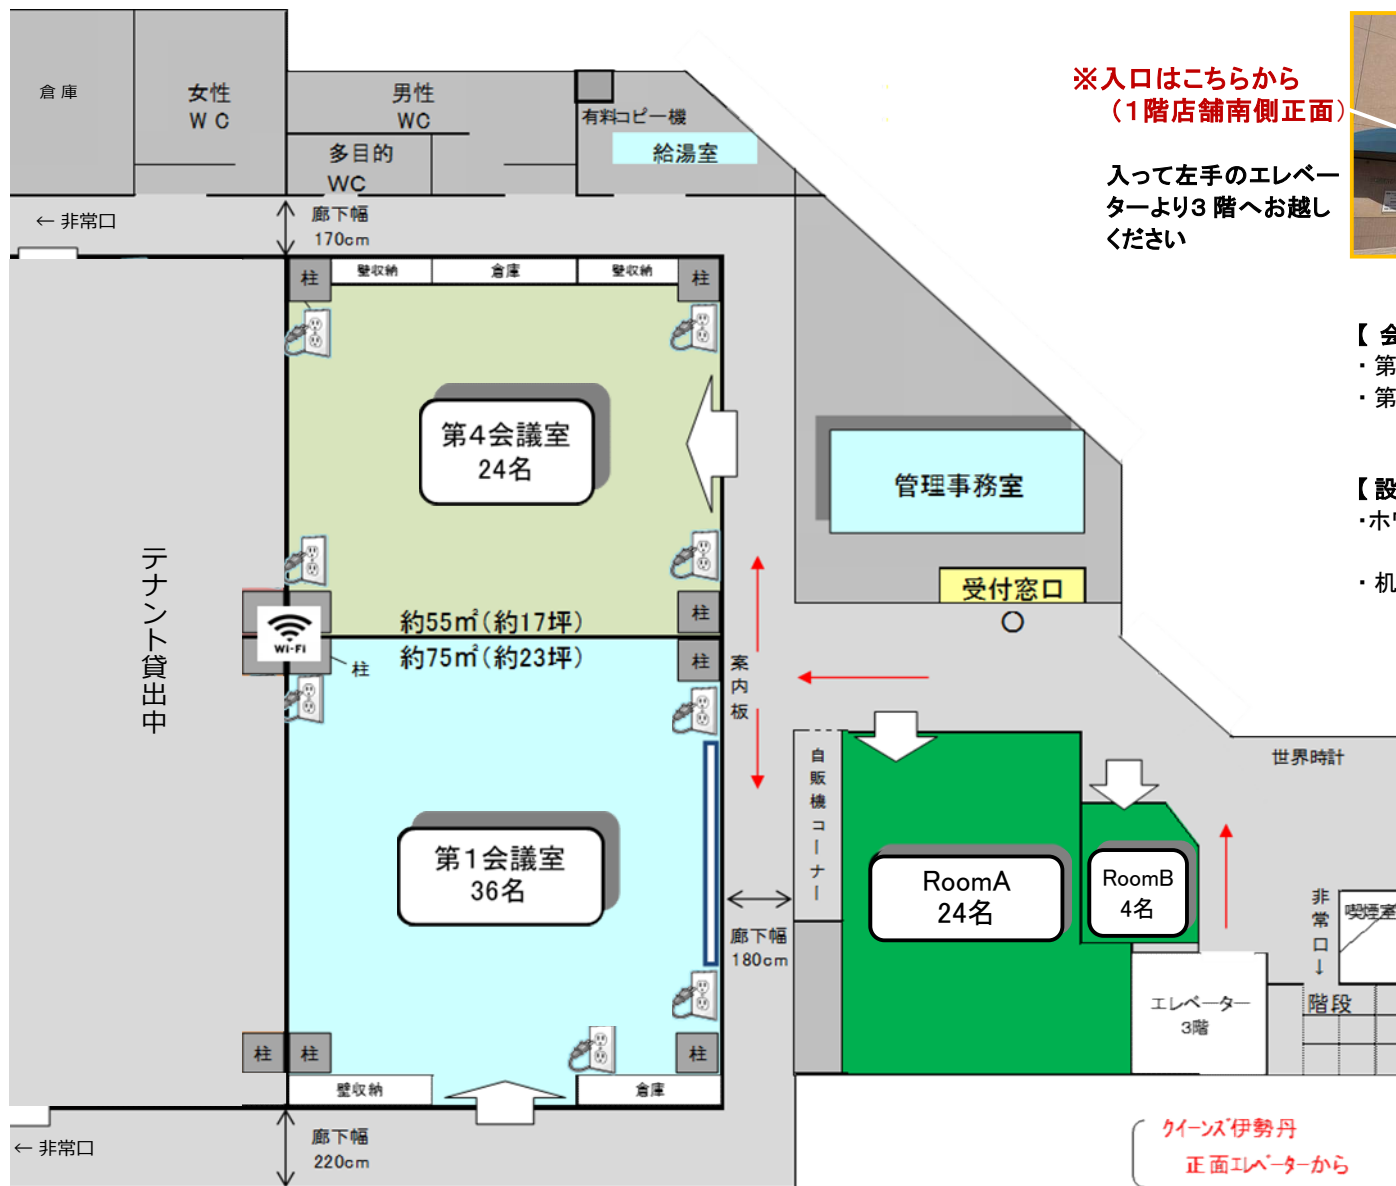 倉庫
女性
WC
男性
WC
多目的
WC
有料コピー機
給湯室
※入口はこちらから
（１階店舗南側正面）
入って左手のエレベー
ターより３階へお越し
ください
← 非常口
廊下幅
170cm
柱
壁収納
倉庫
壁収納
柱
第４会議室
24名
管理事務室
受付窓口
【 会
・第
・第
【 設
・ホ
・机
テナント貸出中
Wi-Fi
柱
約55㎡（約17坪）
約75㎡（約23坪）
柱
柱
案内板
自販機コーナー
世界時計
第１会議室
36名
RoomA
24名
RoomB
4名
廊下幅
180cm
非常口↓
喫煙室
エレベーター
3階
階段
柱
柱
柱
壁収納
倉庫
← 非常口
廊下幅
220cm
クイーンズ伊勢丹
正面エレベーターから